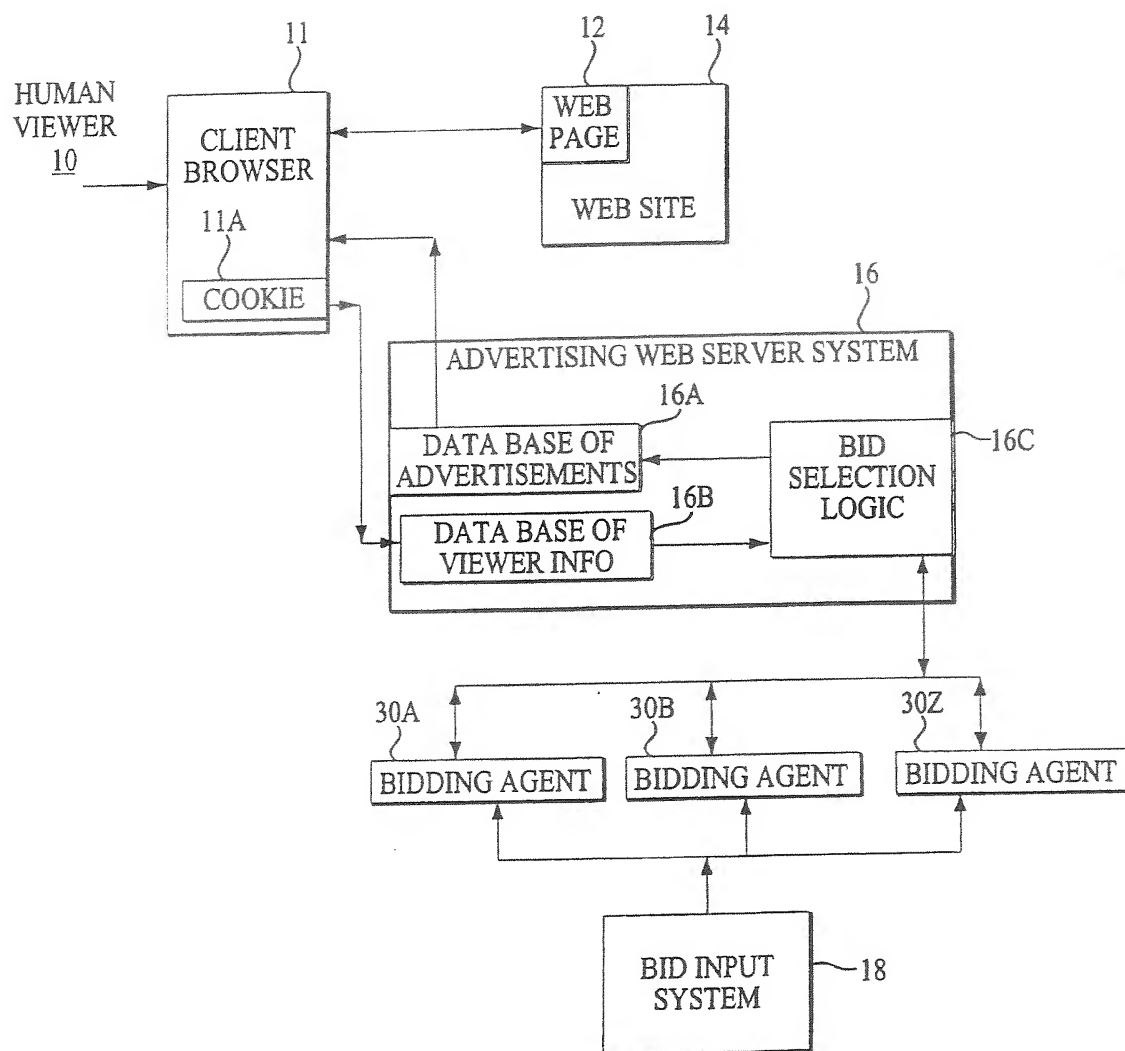 11
12
14
HUMAN
VIEWER
10
CLIENT
BROWSER
WEB
PAGE
WEB SITE
11A
COOKIE
16
ADVERTISING WEB SERVER SYSTEM
16A
DATA BASE OF
ADVERTISEMENTS
BID
SELECTION
LOGIC
16C
16B
DATA BASE OF
VIEWER INFO
30A
30B
30Z
BIDDING AGENT
BIDDING AGENT
BIDDING AGENT
BID INPUT
SYSTEM
18